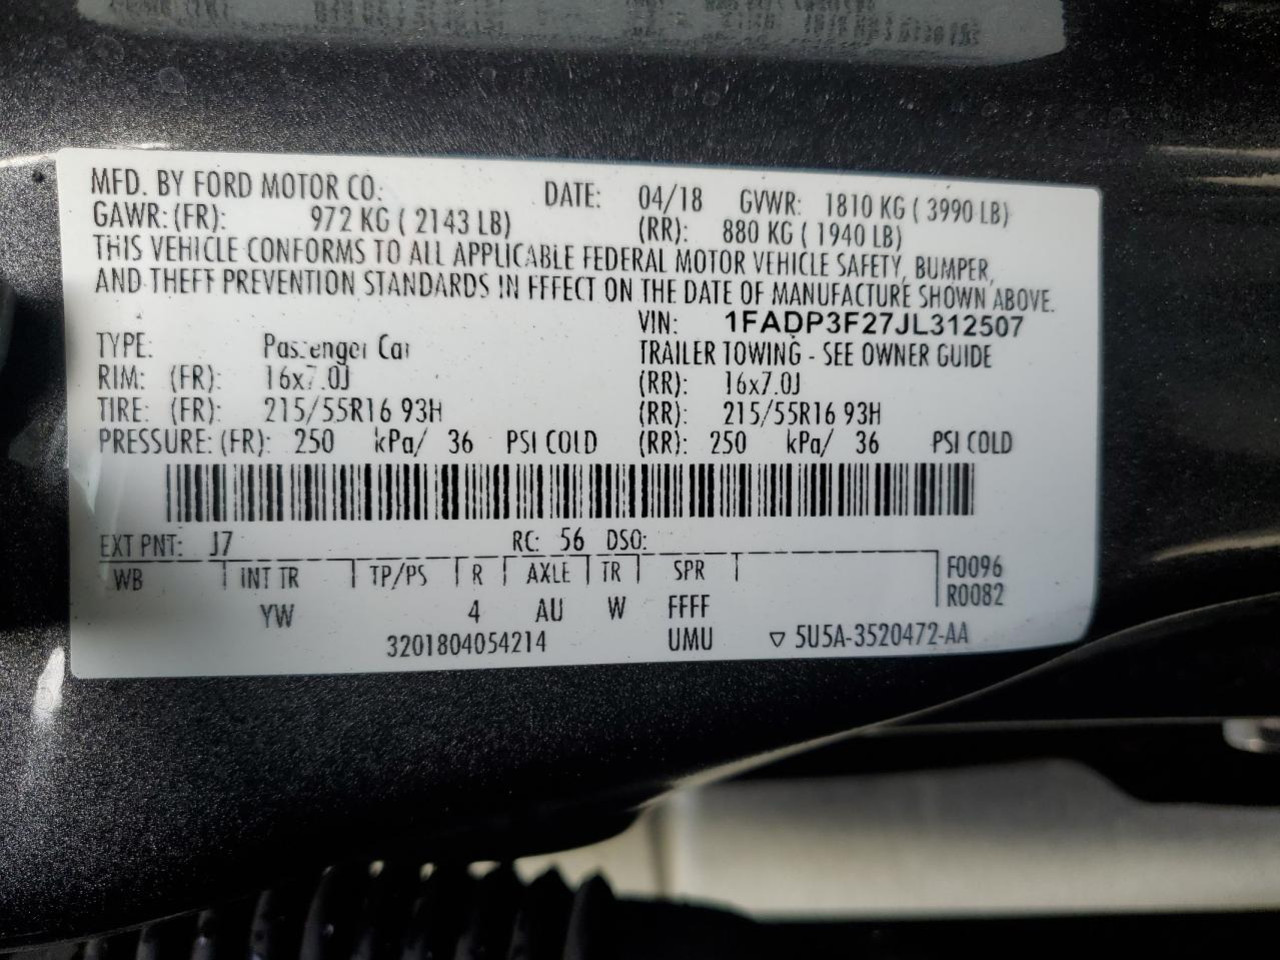 MFD. BY FORD MOTOR CO. DATE: 04/18 GVWR: 1810 KG ( 3990 LB)
GAWR: (FR): 972 KG ( 2143 LB) (RR): 880 KG ( 1940 LB)
THIS VEHICLE CONFORMS TO ALL APPLICABLE FEDERAL MOTOR VEHICLE SAFETY, BUMPER,
AND THEFT PREVENTION STANDARDS IN EFFECT ON THE DATE OF MANUFACTURE SHOWN ABOVE.
VIN: 1FADP3F27JL312507
TYPE: Passenger Car TRAILER TOWING - SEE OWNER GUIDE
RIM: (FR): 16x7.0J (RR): 16x7.0J
TIRE: (FR): 215/55R16 93H (RR): 215/55R16 93H
PRESSURE: (FR): 250 kPa/ 36 PSI COLD (RR): 250 kPa/ 36 PSI COLD
EXT PNT: J7 RC: 56 DSO:
WB INT TR TP/PS R AXLE TR SPR F0096
YW 4 AU W FFFF R0082
3201804054214 UMU ▽ 5U5A-3520472-AA